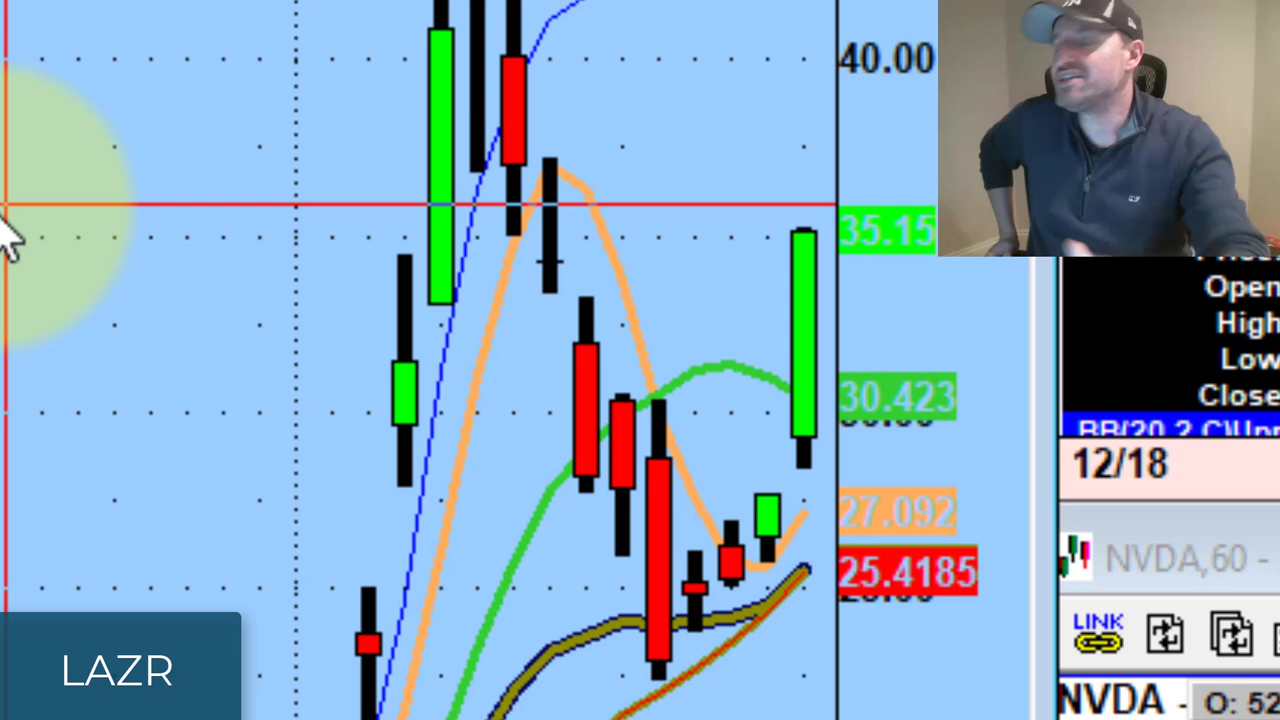 40.00
35.15
30.423
27.092
25.4185
Open
High
Low
Close
12/18
NVDA,60 -
LINK
NVDA - O: 52
LAZR